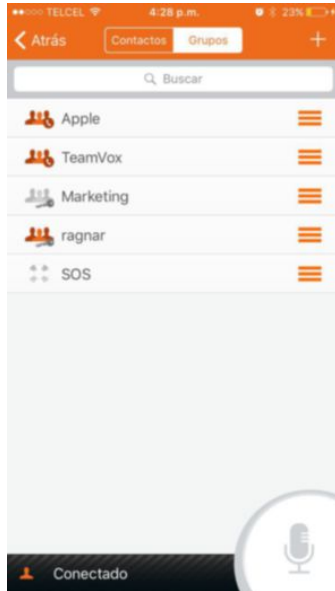 TELCEL 4:28 p.m. 23%
Atrás Contactos Grupos
Buscar
Apple
TeamVox
Marketing
ragnar
SOS
Conectado